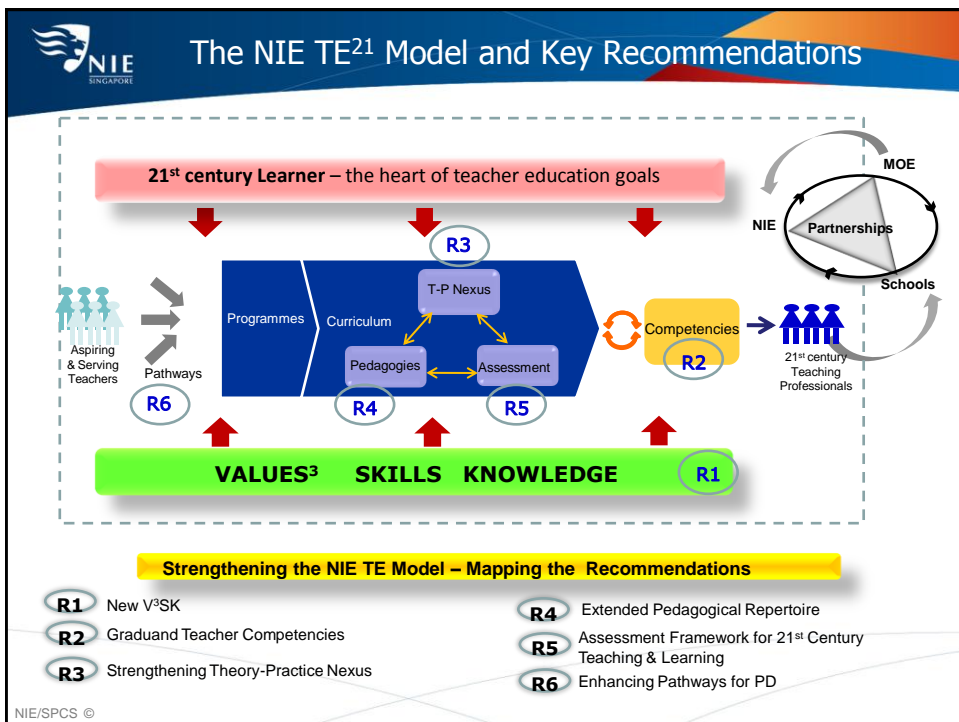 NIE
SINGAPORE
The NIE TE²¹ Model and Key Recommendations
21st century Learner – the heart of teacher education goals
MOE
NIE
Partnerships
Schools
R3
T-P Nexus
Programmes
Curriculum
Pedagogies
Assessment
R4
R5
Aspiring
& Serving
Teachers
Pathways
R6
Competencies
R2
21st century
Teaching
Professionals
VALUES³ SKILLS KNOWLEDGE
R1
Strengthening the NIE TE Model – Mapping the Recommendations
R1 New V³SK
R2 Graduand Teacher Competencies
R3 Strengthening Theory-Practice Nexus
R4 Extended Pedagogical Repertoire
R5 Assessment Framework for 21st Century
Teaching & Learning
R6 Enhancing Pathways for PD
NIE/SPCS ©